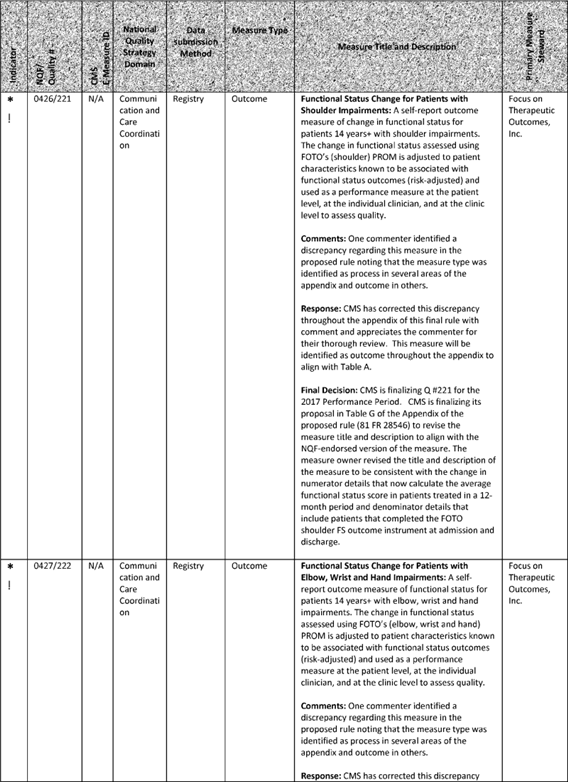 Indicator
NQF/
Quality #
CMS
E-Measure ID
National
Quality
Strategy
Domain
Data
submission
Method
Measure Type
Measure Title and Description
Primary Measure
Steward
*
!
0426/221
N/A
Communi
cation and
Care
Coordinati
on
Registry
Outcome
Functional Status Change for Patients with
Shoulder Impairments: A self-report outcome
measure of change in functional status for
patients 14 years+ with shoulder impairments.
The change in functional status assessed using
FOTO's (shoulder) PROM is adjusted to patient
characteristics known to be associated with
functional status outcomes (risk-adjusted) and
used as a performance measure at the patient
level, at the individual clinician, and at the clinic
level to assess quality.
Comments: One commenter identified a
discrepancy regarding this measure in the
proposed rule noting that the measure type was
identified as process in several areas of the
appendix and outcome in others.
Response: CMS has corrected this discrepancy
throughout the appendix of this final rule with
comment and appreciates the commenter for
their thorough review. This measure will be
identified as outcome throughout the appendix to
align with Table A.
Final Decision: CMS is finalizing Q #221 for the
2017 Performance Period. CMS is finalizing its
proposal in Table G of the Appendix of the
proposed rule (81 FR 28546) to revise the
measure title and description to align with the
NQF-endorsed version of the measure. The
measure owner revised the title and description of
the measure to be consistent with the change in
numerator details that now calculate the average
functional status score in patients treated in a 12-
month period and denominator details that
include patients that completed the FOTO
shoulder FS outcome instrument at admission and
discharge.
Focus on
Therapeutic
Outcomes,
Inc.
*
!
0427/222
N/A
Communi
cation and
Care
Coordinati
on
Registry
Outcome
Functional Status Change for Patients with
Elbow, Wrist and Hand Impairments: A self-
report outcome measure of functional status for
patients 14 years+ with elbow, wrist and hand
impairments. The change in functional status
assessed using FOTO's (elbow, wrist and hand)
PROM is adjusted to patient characteristics known
to be associated with functional status outcomes
(risk-adjusted) and used as a performance
measure at the patient level, at the individual
clinician, and at the clinic level to assess quality.
Comments: One commenter identified a
discrepancy regarding this measure in the
proposed rule noting that the measure type was
identified as process in several areas of the
appendix and outcome in others.
Response: CMS has corrected this discrepancy
Focus on
Therapeutic
Outcomes,
Inc.